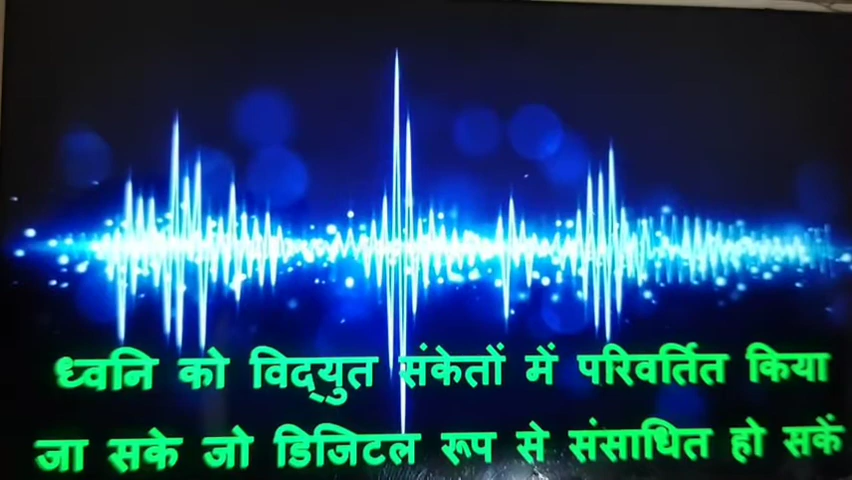 ध्वनि को विद्युत संकेतों में परिवर्तित किया
जा सके जो डिजिटल रूप से संसाधित हो सकें